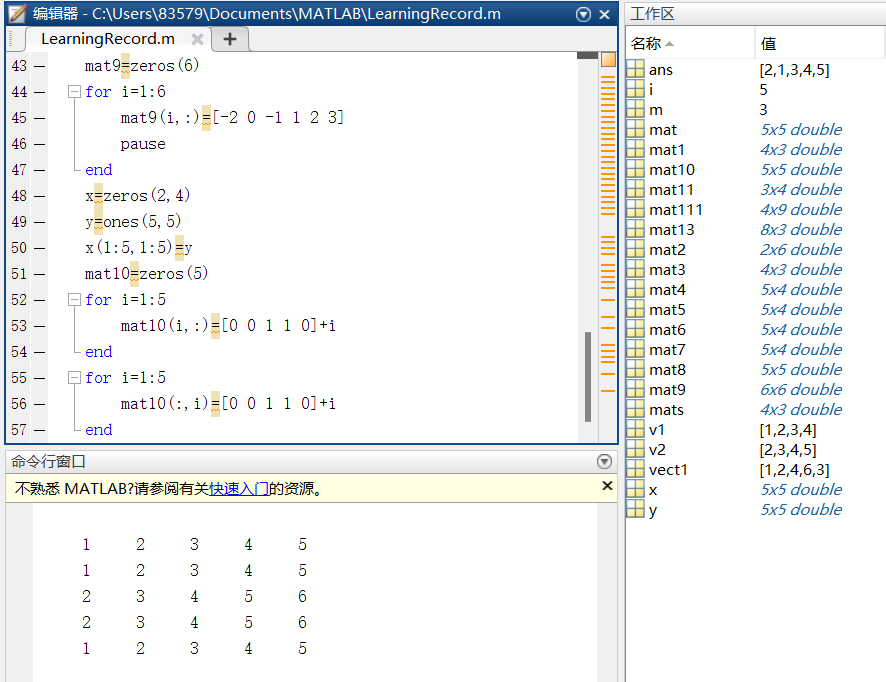 编辑器 - C:\Users\83579\Documents\MATLAB\LearningRecord.m
LearningRecord.m
43 — mat9=zeros(6)
44 — for i=1:6
45 — mat9(i,:)=[-2 0 -1 1 2 3]
46 — pause
47 — end
48 — x=zeros(2,4)
49 — y=ones(5,5)
50 — x(1:5,1:5)=y
51 — mat10=zeros(5)
52 — for i=1:5
53 — mat10(i,:)=[0 0 1 1 0]+i
54 — end
55 — for i=1:5
56 — mat10(:,i)=[0 0 1 1 0]+i
57 — end
命令行窗口
不熟悉 MATLAB?请参阅有关快速入门的资源。
1 2 3 4 5
1 2 3 4 5
2 3 4 5 6
2 3 4 5 6
1 2 3 4 5
工作区
名称 值
ans [2,1,3,4,5]
i 5
m 3
mat 5x5 double
mat1 4x3 double
mat10 5x5 double
mat11 3x4 double
mat111 4x9 double
mat13 8x3 double
mat2 2x6 double
mat3 4x3 double
mat4 5x4 double
mat5 5x4 double
mat6 5x4 double
mat7 5x4 double
mat8 5x5 double
mat9 6x6 double
mats 4x3 double
v1 [1,2,3,4]
v2 [2,3,4,5]
vect1 [1,2,4,6,3]
x 5x5 double
y 5x5 double